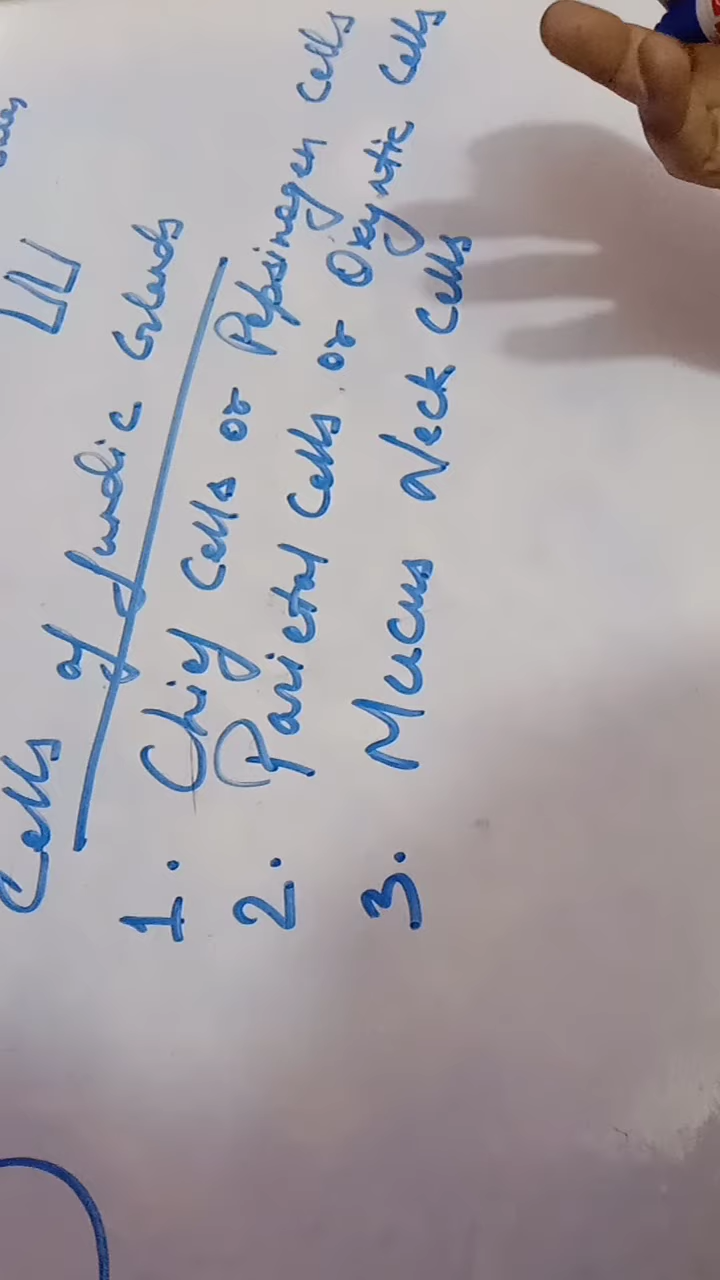 Cells of fundic Glands
1. Chief Cells or Pepsinogen Cells
2. Parietal Cells or Oxyntic Cells
3. Mucus Neck Cells